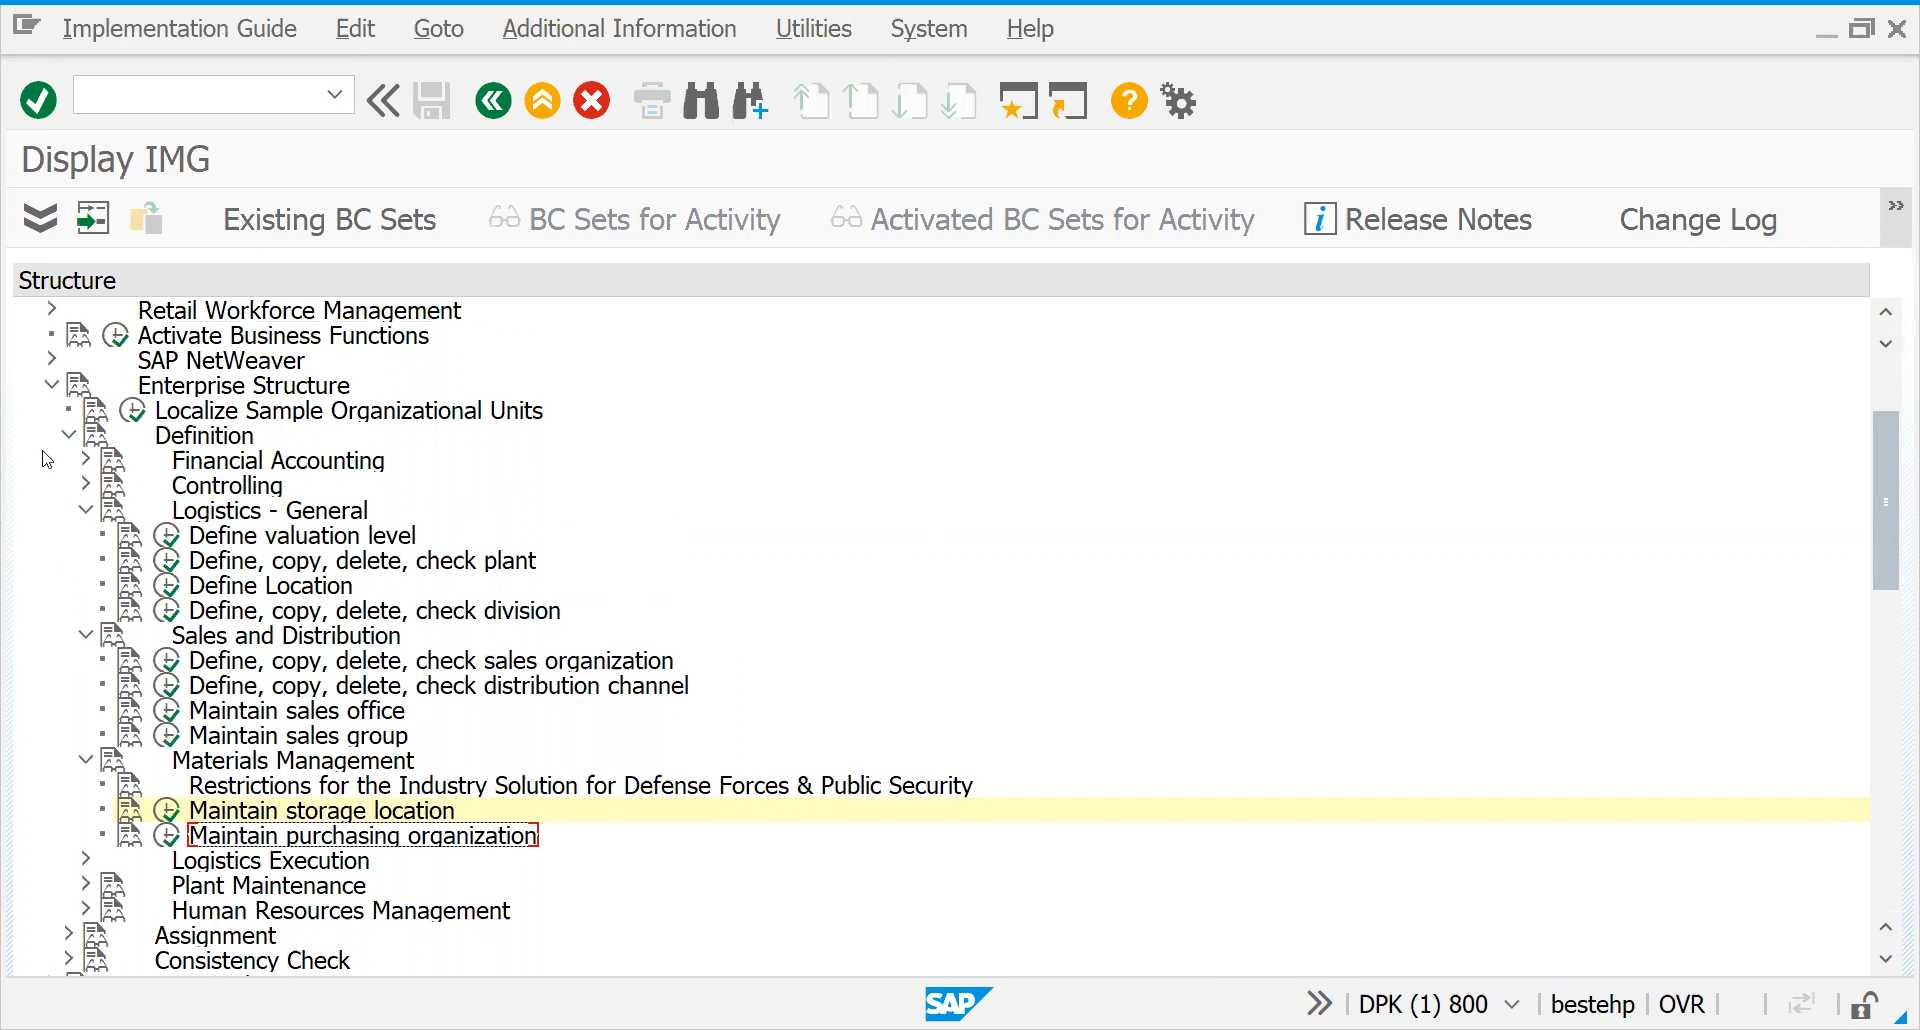 Implementation Guide Edit Goto Additional Information Utilities System Help
Display IMG
Existing BC Sets BC Sets for Activity Activated BC Sets for Activity i Release Notes Change Log
Structure
Retail Workforce Management
Activate Business Functions
SAP NetWeaver
Enterprise Structure
Localize Sample Organizational Units
Definition
Financial Accounting
Controlling
Logistics - General
Define valuation level
Define, copy, delete, check plant
Define Location
Define, copy, delete, check division
Sales and Distribution
Define, copy, delete, check sales organization
Define, copy, delete, check distribution channel
Maintain sales office
Maintain sales group
Materials Management
Restrictions for the Industry Solution for Defense Forces & Public Security
Maintain storage location
Maintain purchasing organization
Logistics Execution
Plant Maintenance
Human Resources Management
Assignment
Consistency Check
SAP DPK (1) 800 bestehp OVR